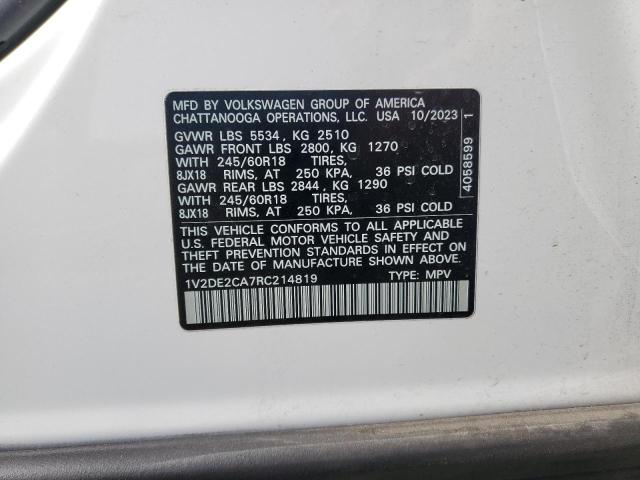 MFD BY VOLKSWAGEN GROUP OF AMERICA
CHATTANOOGA OPERATIONS, LLC. USA 10/2023
GVWR LBS 5534, KG 2510
GAWR FRONT LBS 2800, KG 1270
WITH 245/60R18 TIRES,
8JX18 RIMS, AT 250 KPA, 36 PSI COLD
GAWR REAR LBS 2844, KG 1290
WITH 245/60R18 TIRES,
8JX18 RIMS, AT 250 KPA, 36 PSI COLD
THIS VEHICLE CONFORMS TO ALL APPLICABLE
U.S. FEDERAL MOTOR VEHICLE SAFETY AND
THEFT PREVENTION STANDARDS IN EFFECT ON
THE DATE OF MANUFACTURE SHOWN ABOVE.
1V2DE2CA7RC214819 TYPE: MPV
4058599 1